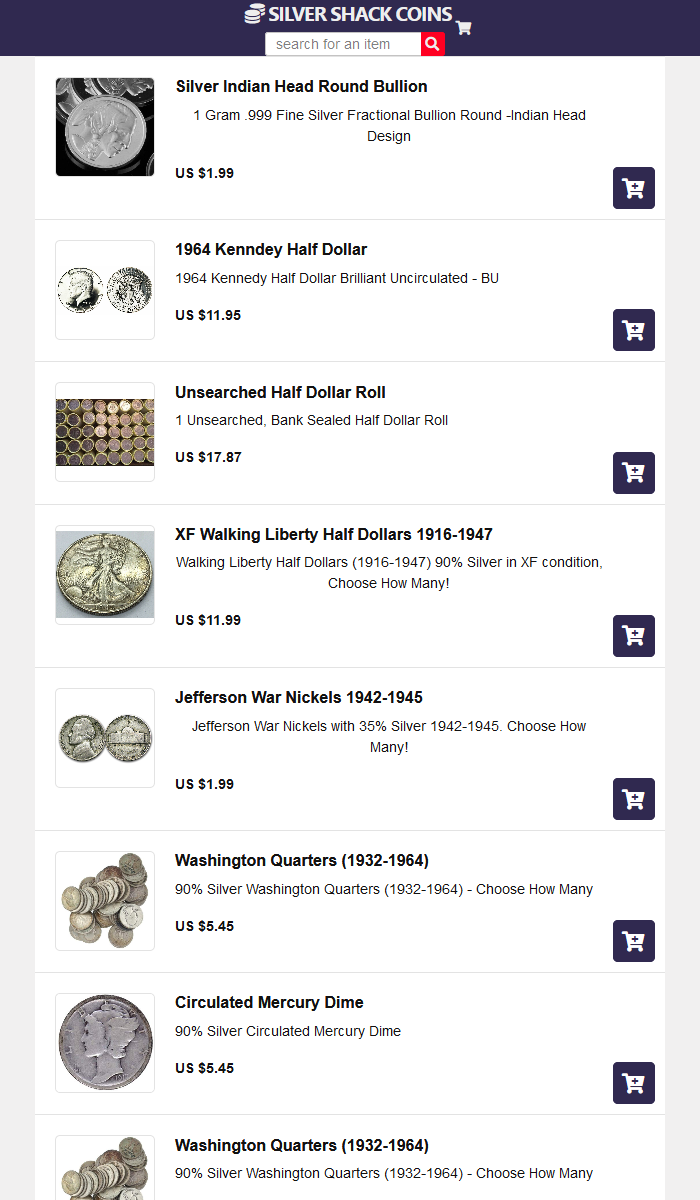 SILVER SHACK COINS
search for an item
Silver Indian Head Round Bullion
1 Gram .999 Fine Silver Fractional Bullion Round -Indian Head
Design
US $1.99
1964 Kenndey Half Dollar
1964 Kennedy Half Dollar Brilliant Uncirculated - BU
US $11.95
Unsearched Half Dollar Roll
1 Unsearched, Bank Sealed Half Dollar Roll
US $17.87
XF Walking Liberty Half Dollars 1916-1947
Walking Liberty Half Dollars (1916-1947) 90% Silver in XF condition,
Choose How Many!
US $11.99
Jefferson War Nickels 1942-1945
Jefferson War Nickels with 35% Silver 1942-1945. Choose How
Many!
US $1.99
Washington Quarters (1932-1964)
90% Silver Washington Quarters (1932-1964) - Choose How Many
US $5.45
Circulated Mercury Dime
90% Silver Circulated Mercury Dime
US $5.45
Washington Quarters (1932-1964)
90% Silver Washington Quarters (1932-1964) - Choose How Many